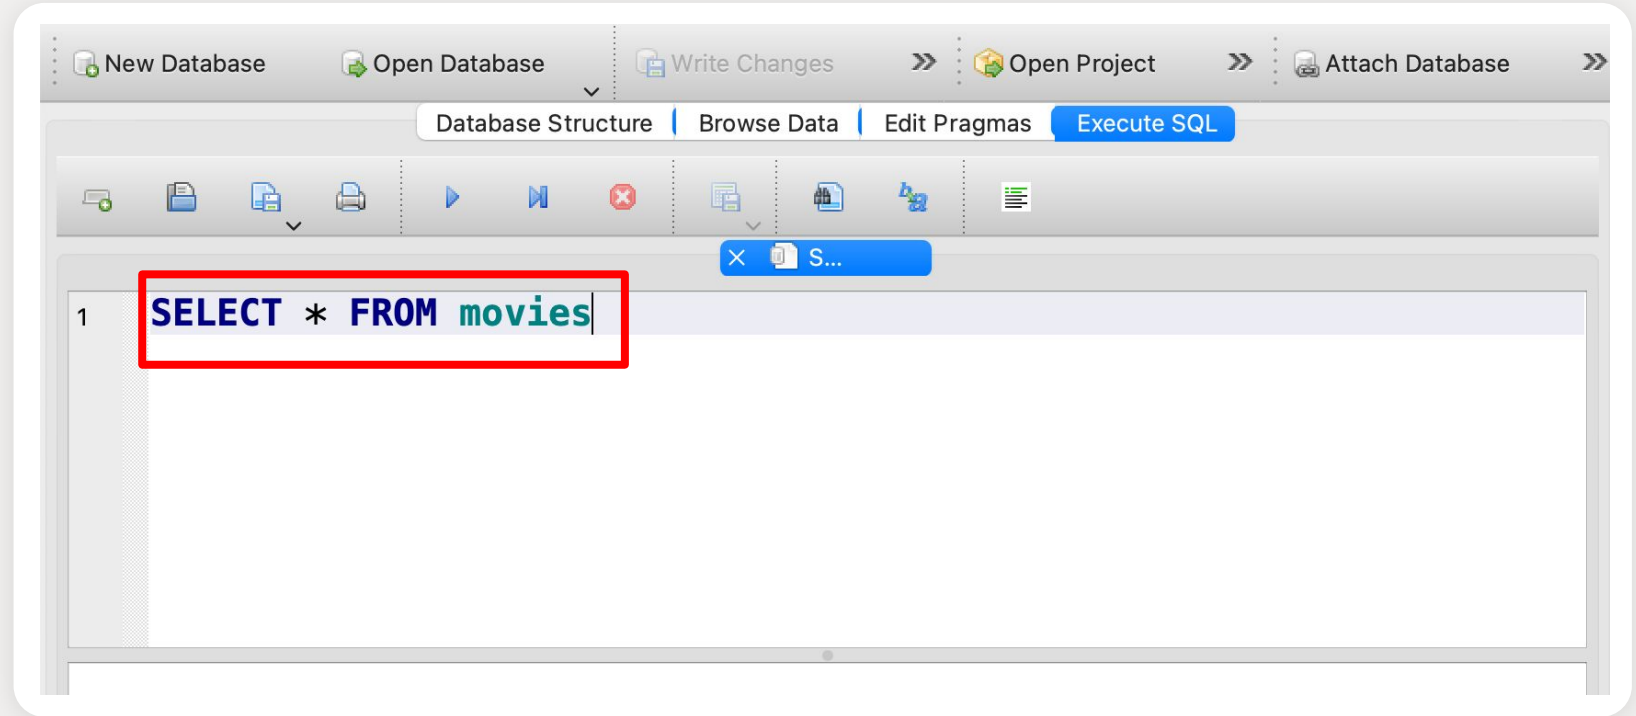 New Database Open Database Write Changes » Open Project » Attach Database »
Database Structure Browse Data Edit Pragmas Execute SQL
S...
1 SELECT * FROM movies